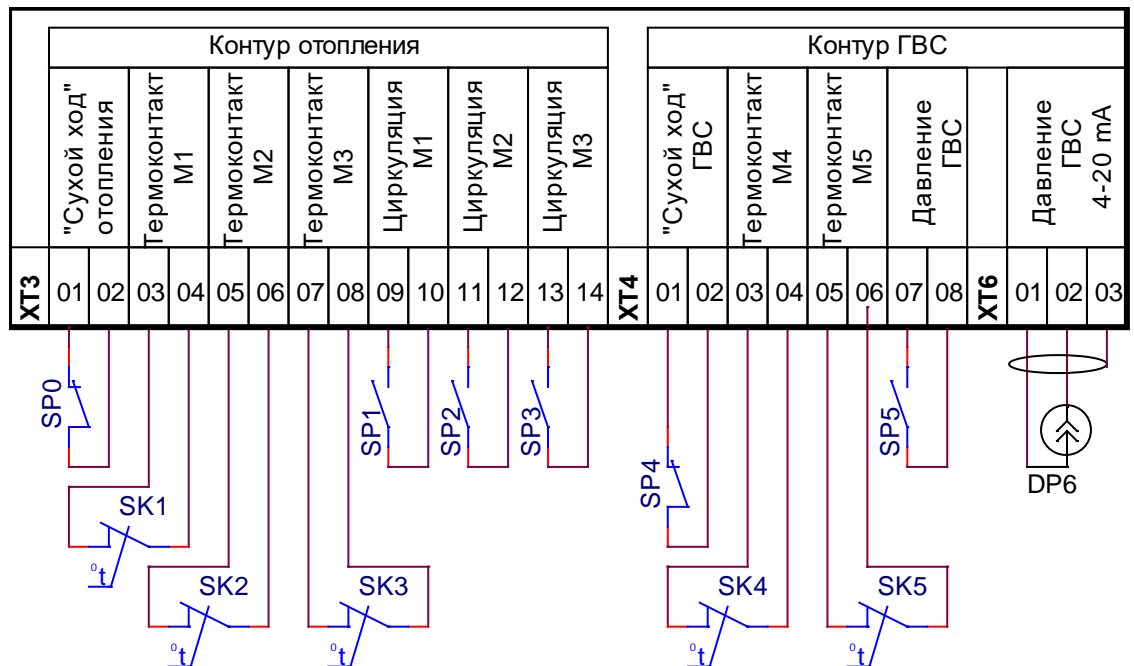 Контур отопления
Контур ГВС
"Сухой ход"
отопления
Термоконтакт
М1
Термоконтакт
М2
Термоконтакт
М3
Циркуляция
М1
Циркуляция
М2
Циркуляция
М3
"Сухой ход"
ГВС
Термоконтакт
М4
Термоконтакт
М5
Давление
ГВС
Давление
ГВС
4-20 mA
XT3 01 02 03 04 05 06 07 08 09 10 11 12 13 14 XT4 01 02 03 04 05 06 07 08 XT6 01 02 03
SP0
SP1
SP2
SP3
SP4
SP5
DP6
SK1
°t
SK2
°t
SK3
°t
SK4
°t
SK5
°t